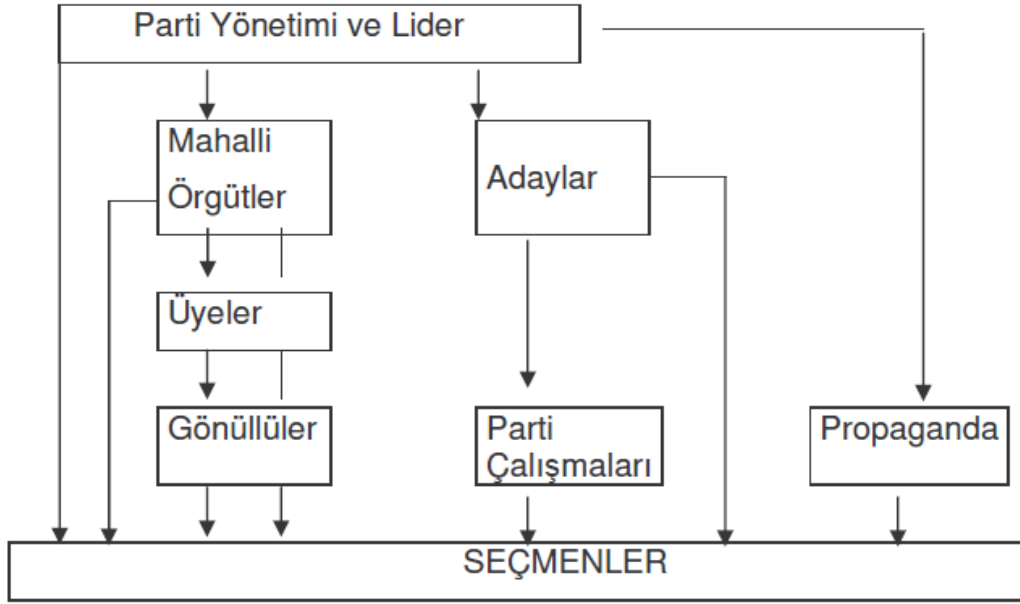 Parti Yönetimi ve Lider
Mahalli
Örgütler
Adaylar
Üyeler
Gönüllüler
Parti
Çalışmaları
Propaganda
SEÇMENLER